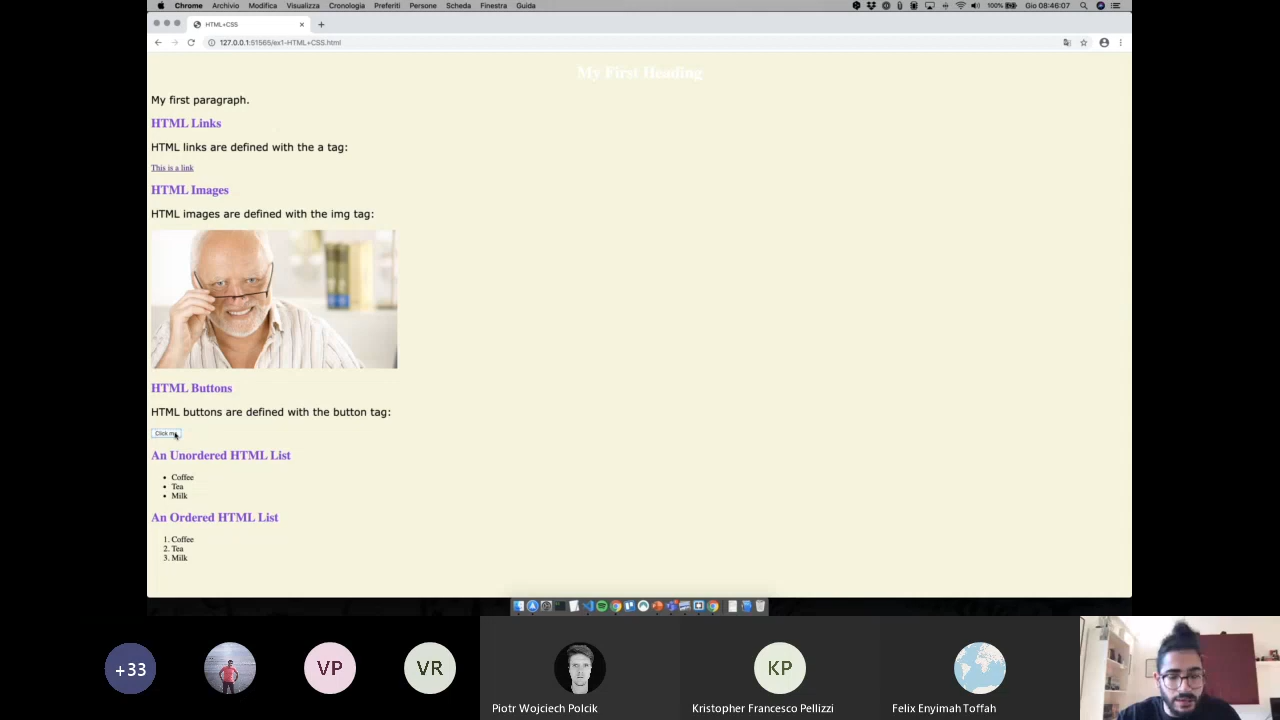 Chrome Archivio Modifica Visualizza Cronologia Preferiti Persone Scheda Finestra Guida 100% Gio 08:46:07
HTML+CSS
127.0.0.1:51565/ex1-HTML+CSS.html
My First Heading
My first paragraph.
HTML Links
HTML links are defined with the a tag:
This is a link
HTML Images
HTML images are defined with the img tag:
HTML Buttons
HTML buttons are defined with the button tag:
Click me
An Unordered HTML List
• Coffee
• Tea
• Milk
An Ordered HTML List
1. Coffee
2. Tea
3. Milk
+33 VP VR KP
Piotr Wojciech Polcik Kristopher Francesco Pellizzi Felix Enyimah Toffah